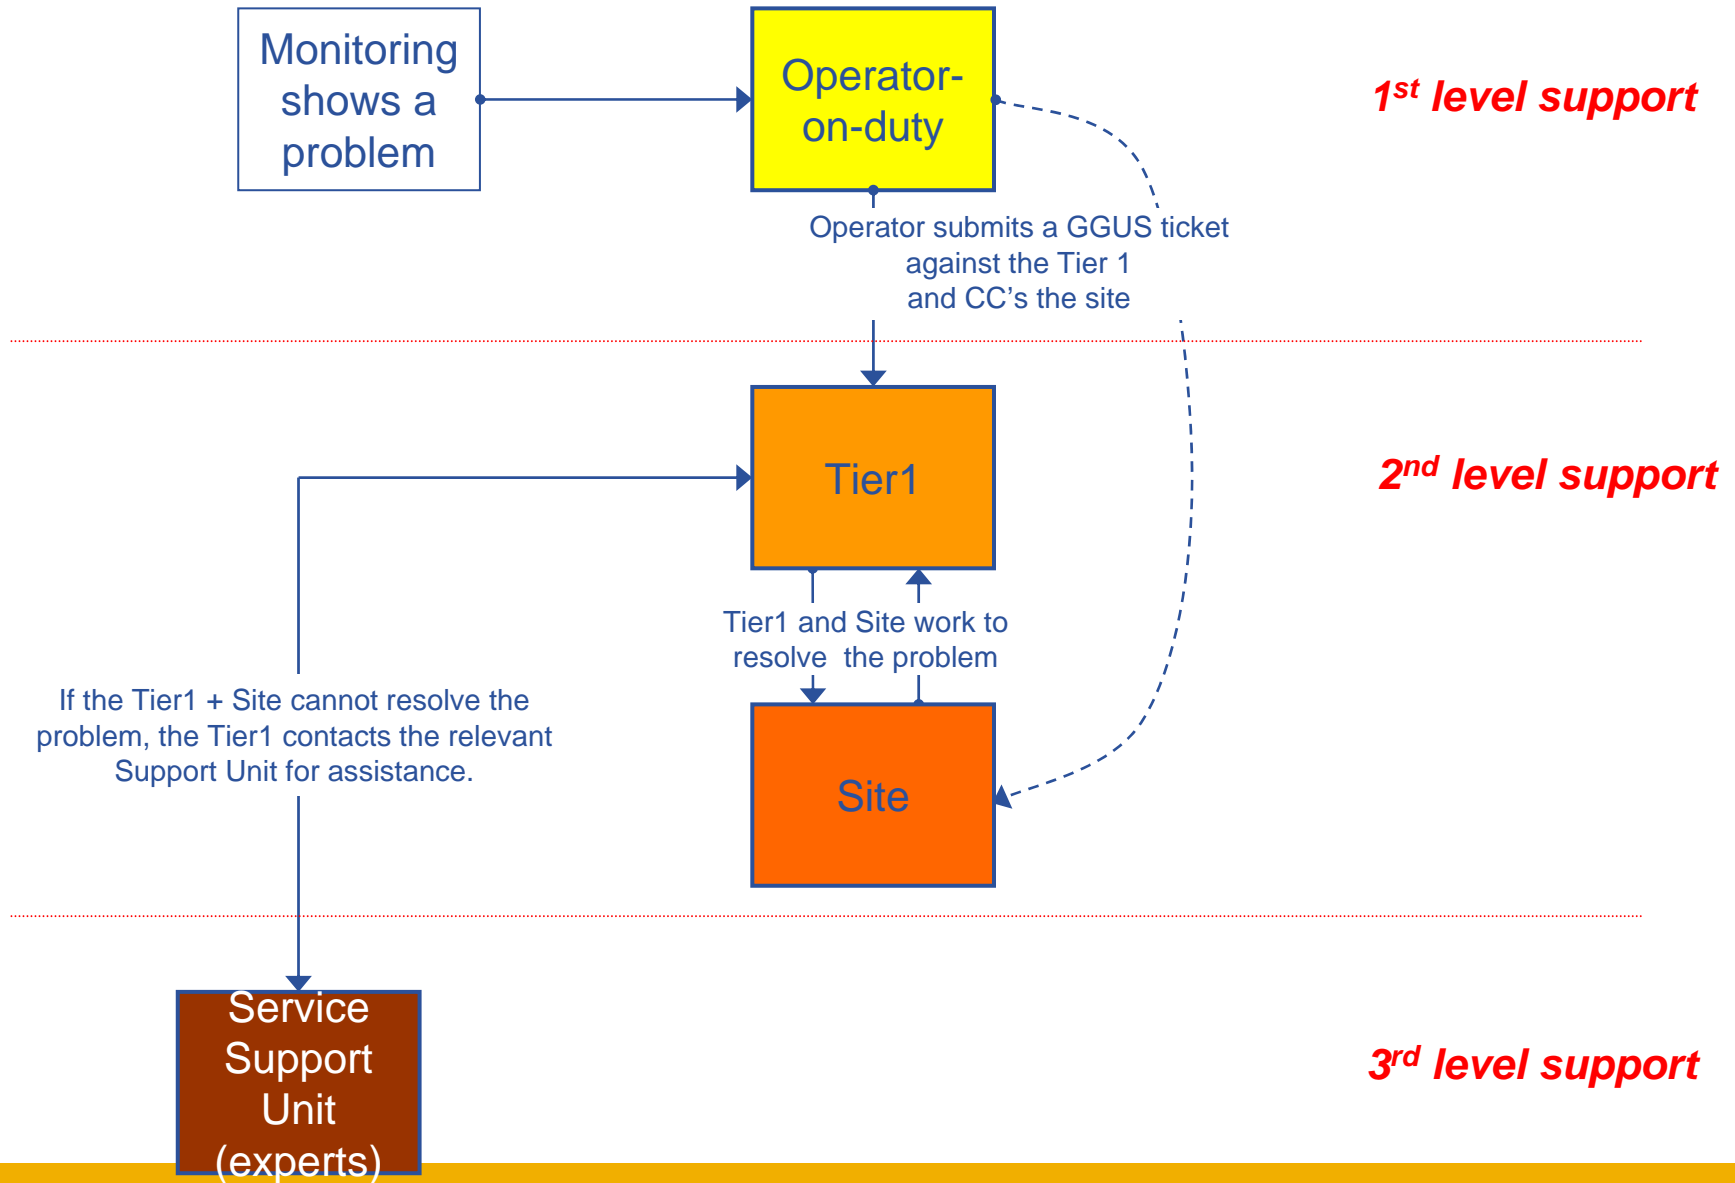 Monitoring
shows a
problem
Operator-
on-duty
1st level support
Operator submits a GGUS ticket
against the Tier 1
and CC’s the site
Tier1
2nd level support
Tier1 and Site work to
resolve  the problem
If the Tier1 + Site cannot resolve the
problem, the Tier1 contacts the relevant
Support Unit for assistance.
Site
Service
Support
Unit
(experts)
3rd level support